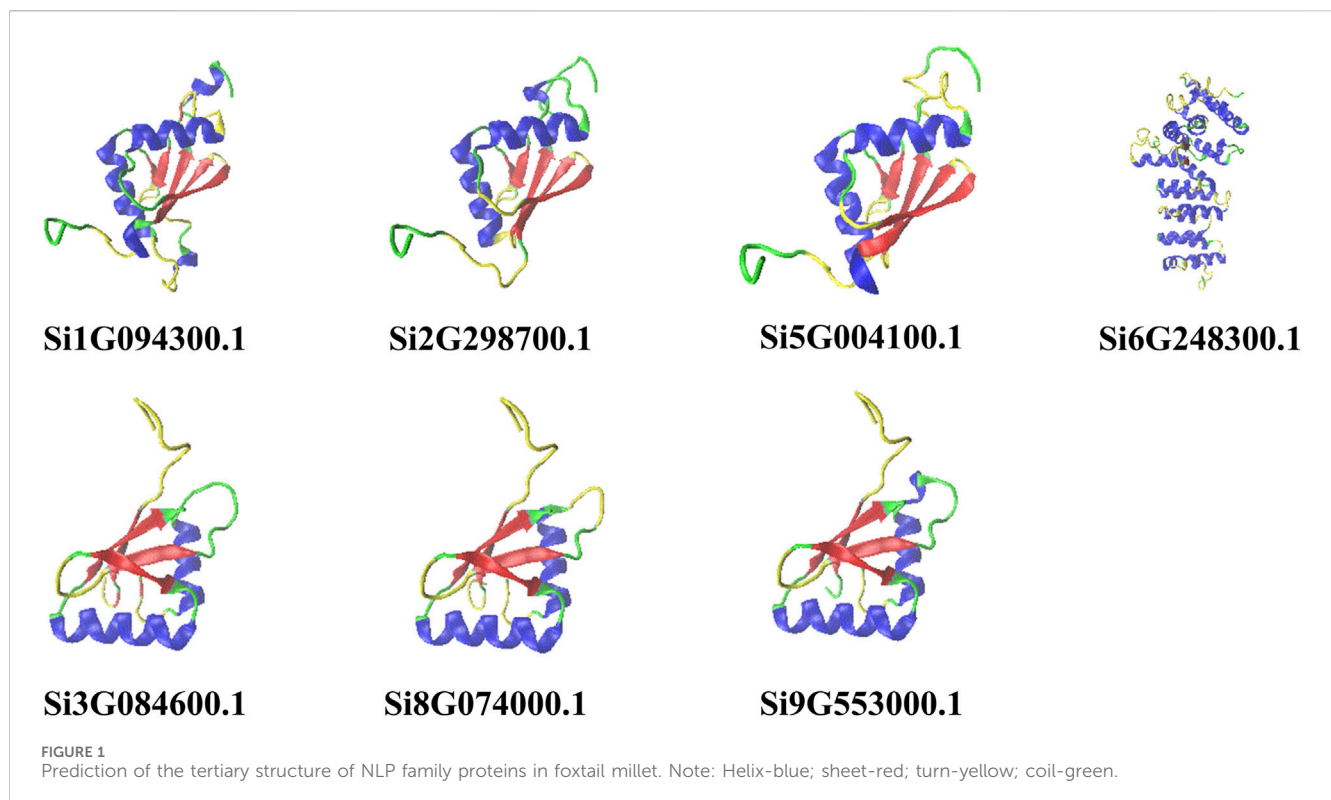 Si1G094300.1
Si2G298700.1
Si5G004100.1
Si6G248300.1
Si3G084600.1
Si8G074000.1
Si9G553000.1
FIGURE 1
Prediction of the tertiary structure of NLP family proteins in foxtail millet. Note: Helix-blue; sheet-red; turn-yellow; coil-green.